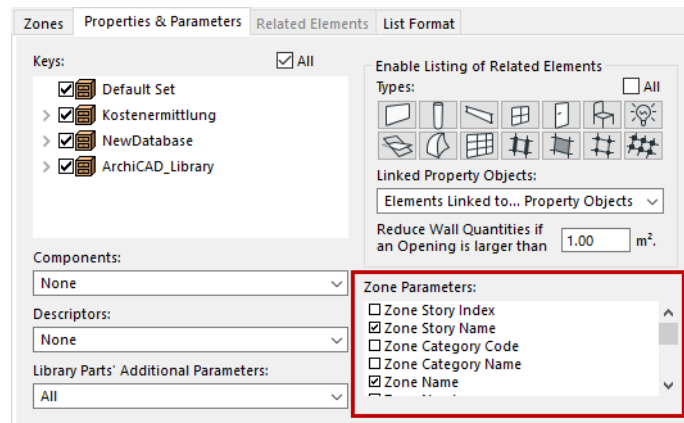 Zones
Properties & Parameters
Related Elements
List Format
Keys:
All
Default Set
Kostenermittlung
NewDatabase
ArchiCAD_Library
Components:
None
Descriptors:
None
Library Parts' Additional Parameters:
All
Enable Listing of Related Elements
Types:
All
Linked Property Objects:
Elements Linked to... Property Objects
Reduce Wall Quantities if
an Opening is larger than
1.00
m².
Zone Parameters:
Zone Story Index
Zone Story Name
Zone Category Code
Zone Category Name
Zone Name